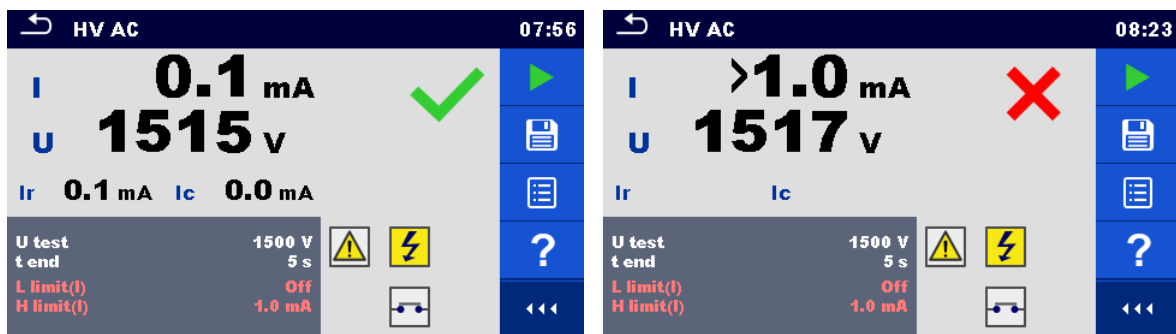 HV AC 07:56
I 0.1 mA
U 1515 V
Ir 0.1 mA Ic 0.0 mA
U test 1500 V
t end 5 s
L limit(I) Off
H limit(I) 1.0 mA
?
HV AC 08:23
I >1.0 mA
U 1517 V
Ir Ic
U test 1500 V
t end 5 s
L limit(I) Off
H limit(I) 1.0 mA
?